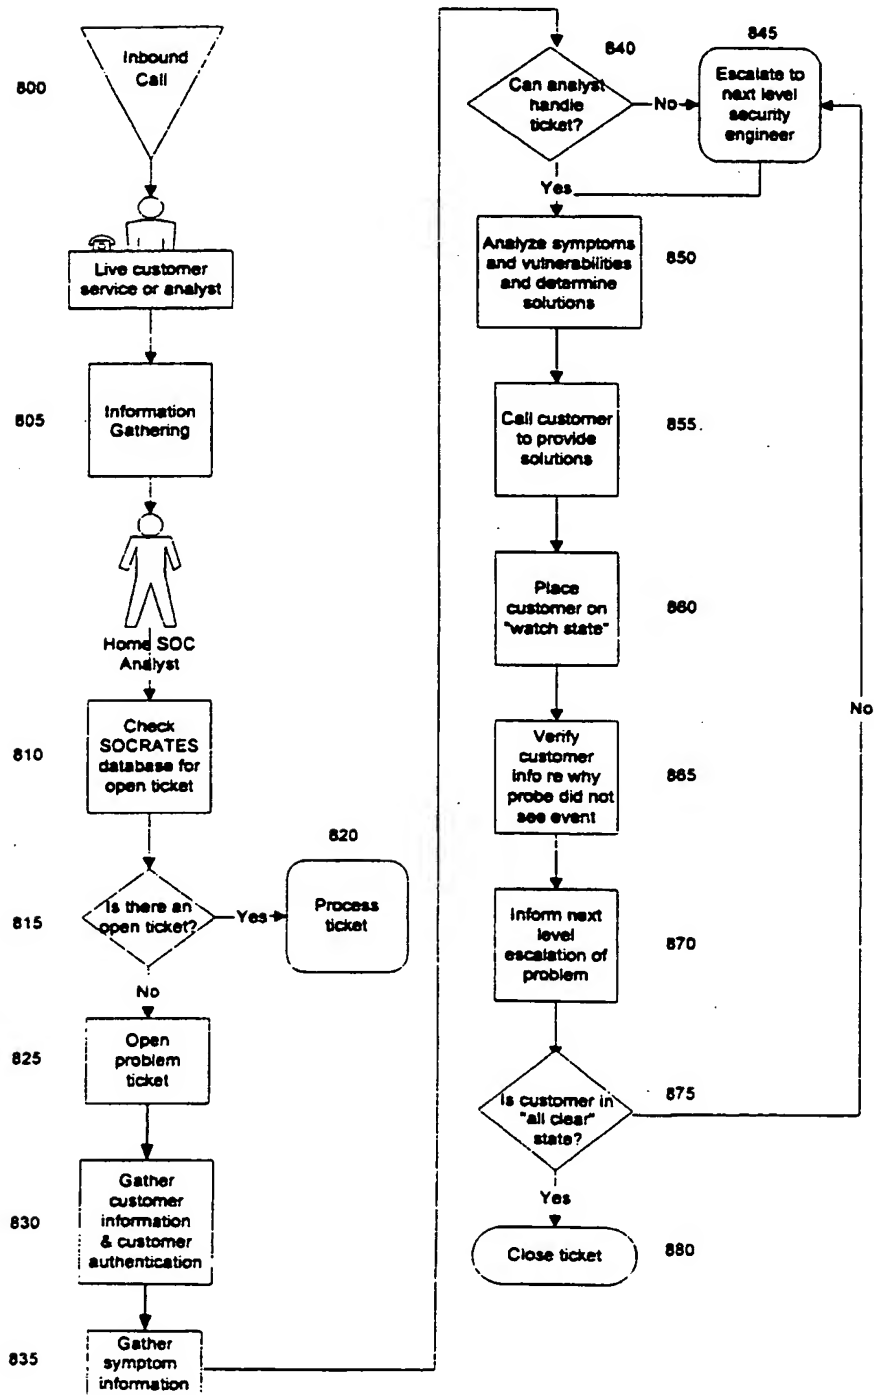 Inbound
Call
800
Live customer
service or analyst
805
Information
Gathering
Home SOC
Analyst
810
Check
SOCRATES
database for
open ticket
820
815
Is there an
open ticket?
Yes
Process
ticket
No
825
Open
problem
ticket
830
Gather
customer
information
& customer
authentication
835
Gather
symptom
information
840
845
Can analyst
handle
ticket?
No
Escalate to
next level
security
engineer
Yes
Analyze symptoms
and vulnerabilities
and determine
solutions
850
Call customer
to provide
solutions
855
Place
customer on
"watch state"
860
Verify
customer
info re why
probe did not
see event
865
No
Inform next
level
escalation of
problem
870
Is customer in
"all clear"
state?
875
Yes
Close ticket
880